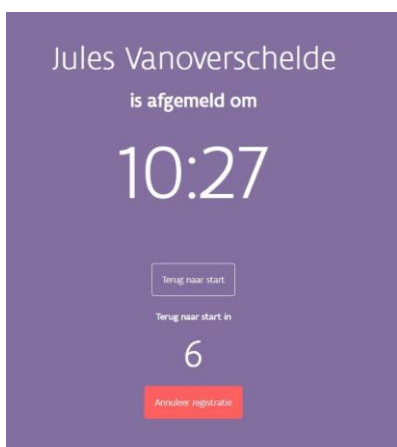 Jules Vanoverschelde
is afgemeld om
10:27
Terug naar start
Terug naar start in
6
Annuleer registratie